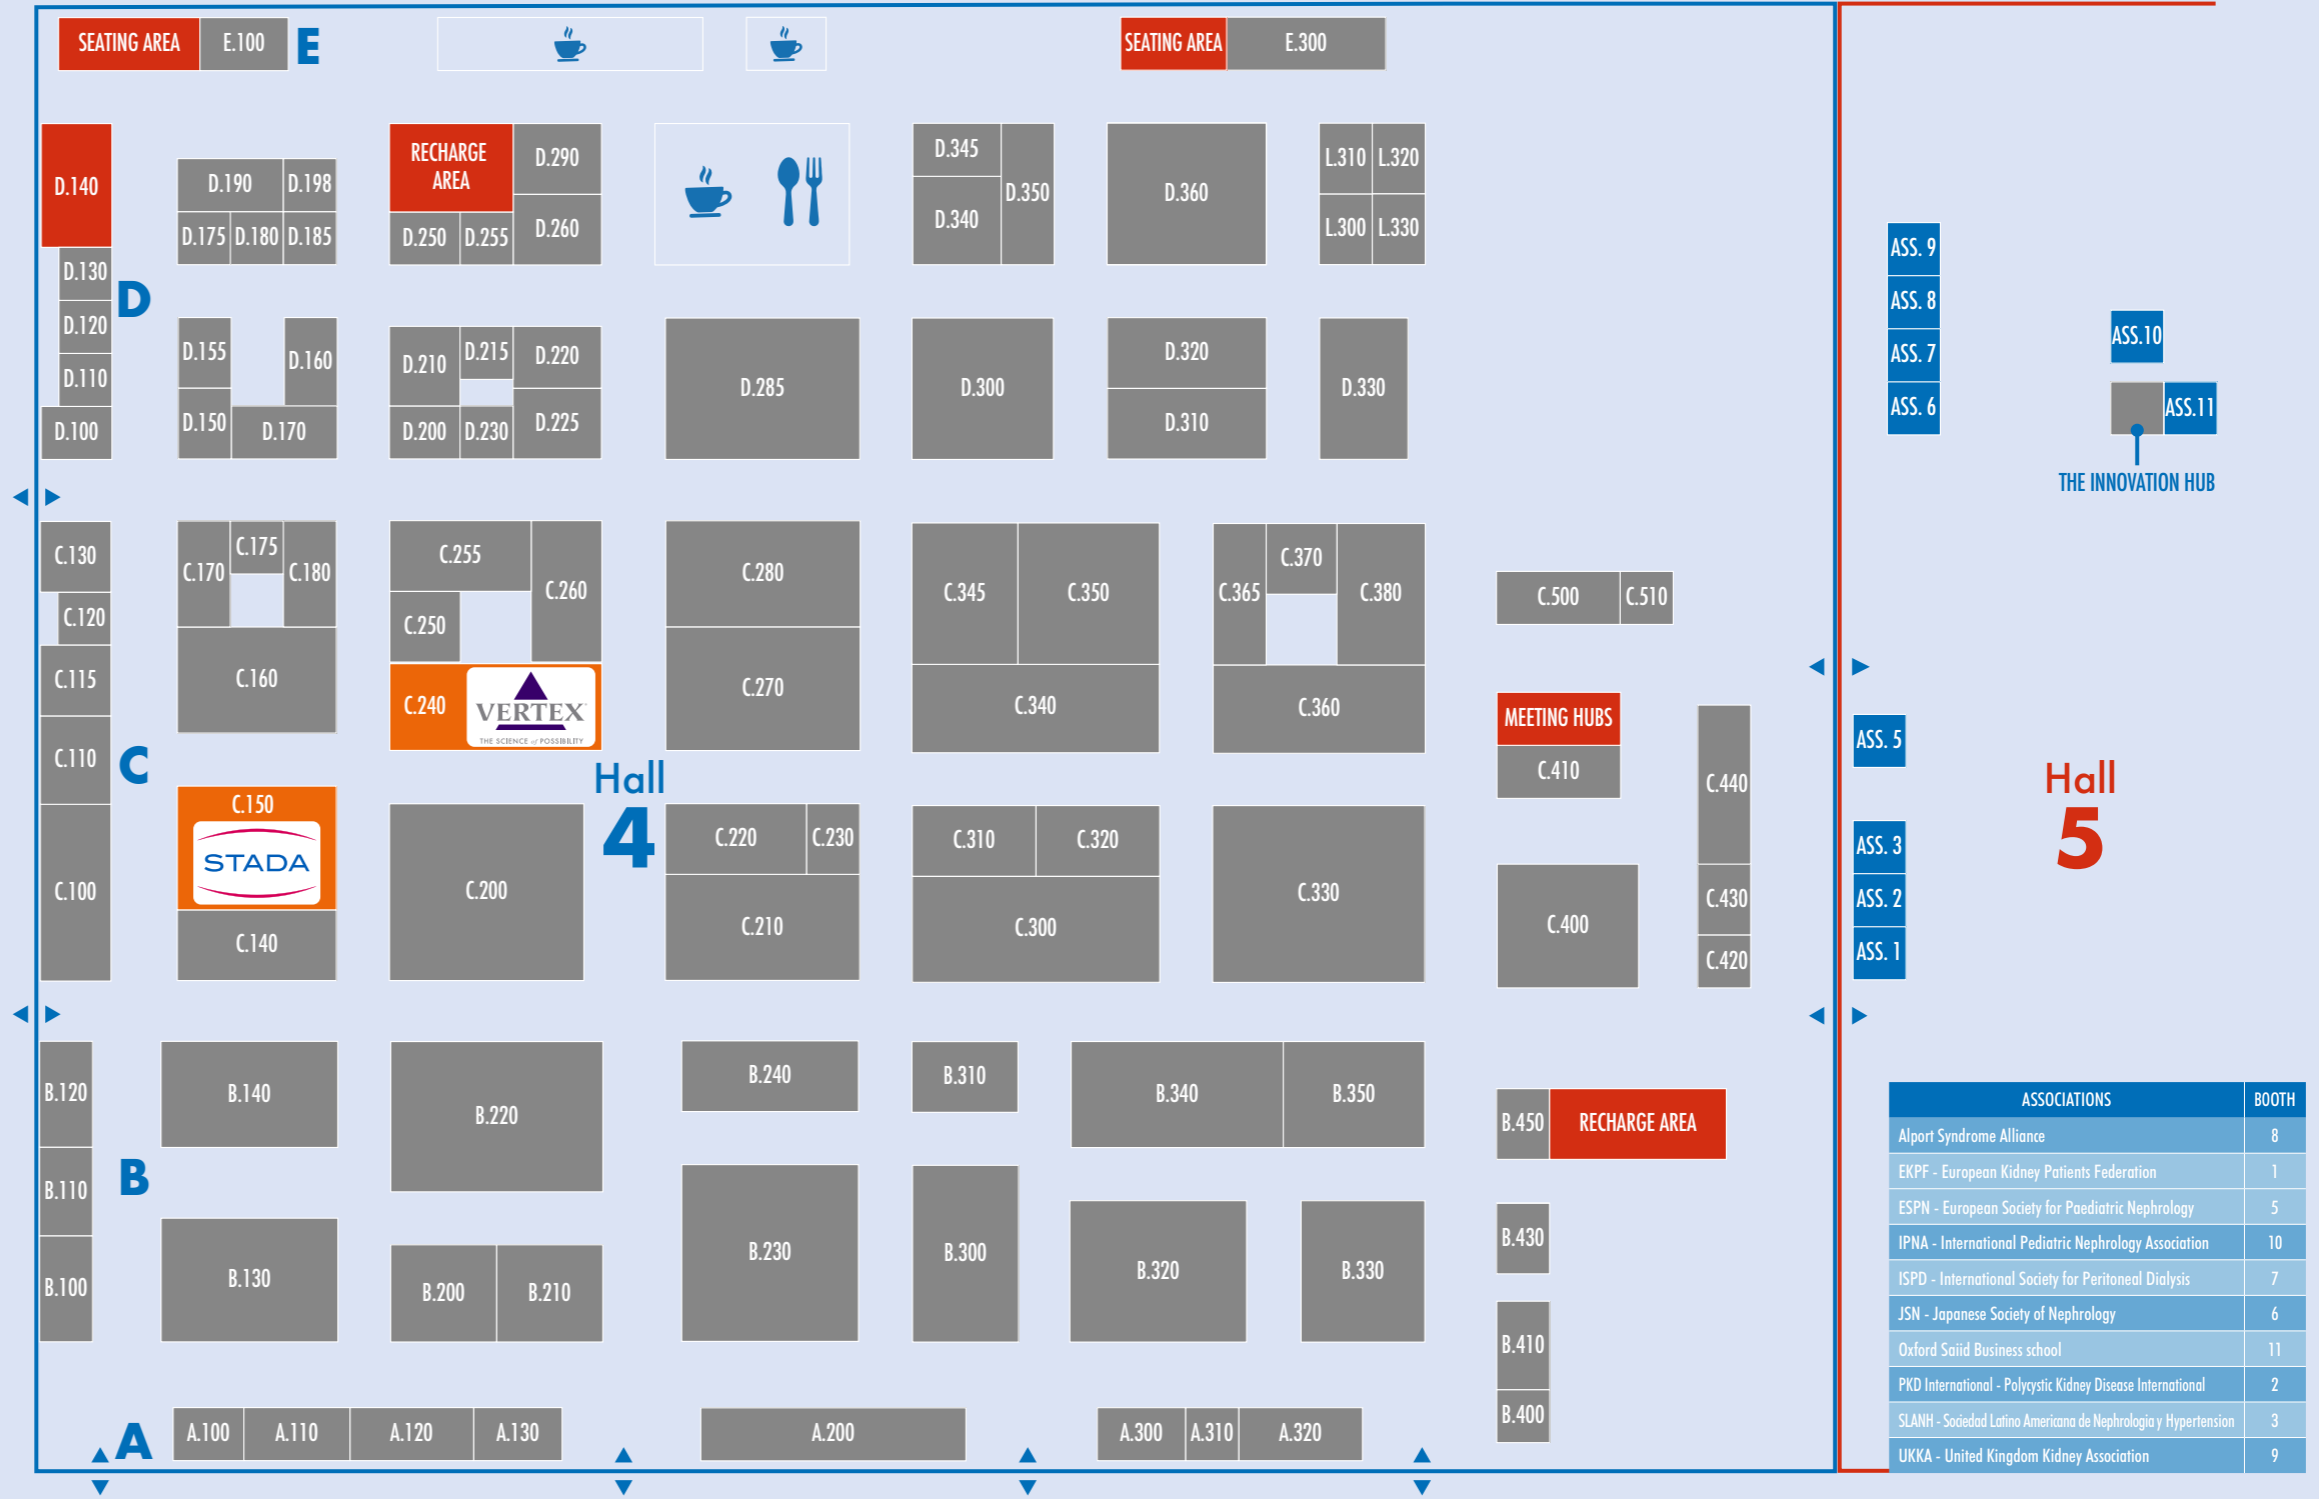 SEATING AREA
E.100
E
SEATING AREA
E.300
D.140
D.190
D.198
D.175
D.180
D.185
RECHARGE
AREA
D.290
D.250
D.255
D.260
D.345
D.340
D.350
D.360
L.310
L.320
L.300
L.330
D.130
D.120
D.110
D.100
D
D.155
D.160
D.150
D.170
D.210
D.215
D.220
D.200
D.230
D.225
D.285
D.300
D.320
D.310
D.330
ASS. 9
ASS. 8
ASS. 7
ASS. 6
ASS.10
ASS.11
THE INNOVATION HUB
C.130
C.120
C.115
C.110
C.100
C
C.170
C.175
C.180
C.160
C.255
C.260
C.250
C.240
VERTEX
THE SCIENCE of POSSIBILITY
C.280
C.270
C.345
C.350
C.340
C.365
C.370
C.380
C.360
C.500
C.510
MEETING HUBS
C.410
C.440
C.430
C.420
C.400
Hall
4
C.150
STADA
C.140
C.200
C.220
C.230
C.210
C.310
C.320
C.300
C.330
ASS. 5
ASS. 3
ASS. 2
ASS. 1
Hall
5
B.120
B.110
B.100
B
B.140
B.130
B.220
B.200
B.210
B.240
B.230
B.310
B.300
B.340
B.350
B.320
B.330
B.450
RECHARGE AREA
B.430
B.410
B.400
A
A.100
A.110
A.120
A.130
A.200
A.300
A.310
A.320
ASSOCIATIONS BOOTH
Alport Syndrome Alliance 8
EKPF - European Kidney Patients Federation 1
ESPN - European Society for Paediatric Nephrology 5
IPNA - International Pediatric Nephrology Association 10
ISPD - International Society for Peritoneal Dialysis 7
JSN - Japanese Society of Nephrology 6
Oxford Saiid Business school 11
PKD International - Polycystic Kidney Disease International 2
SLANH - Sociedad Latino Americana de Nephrologia y Hypertension 3
UKKA - United Kingdom Kidney Association 9